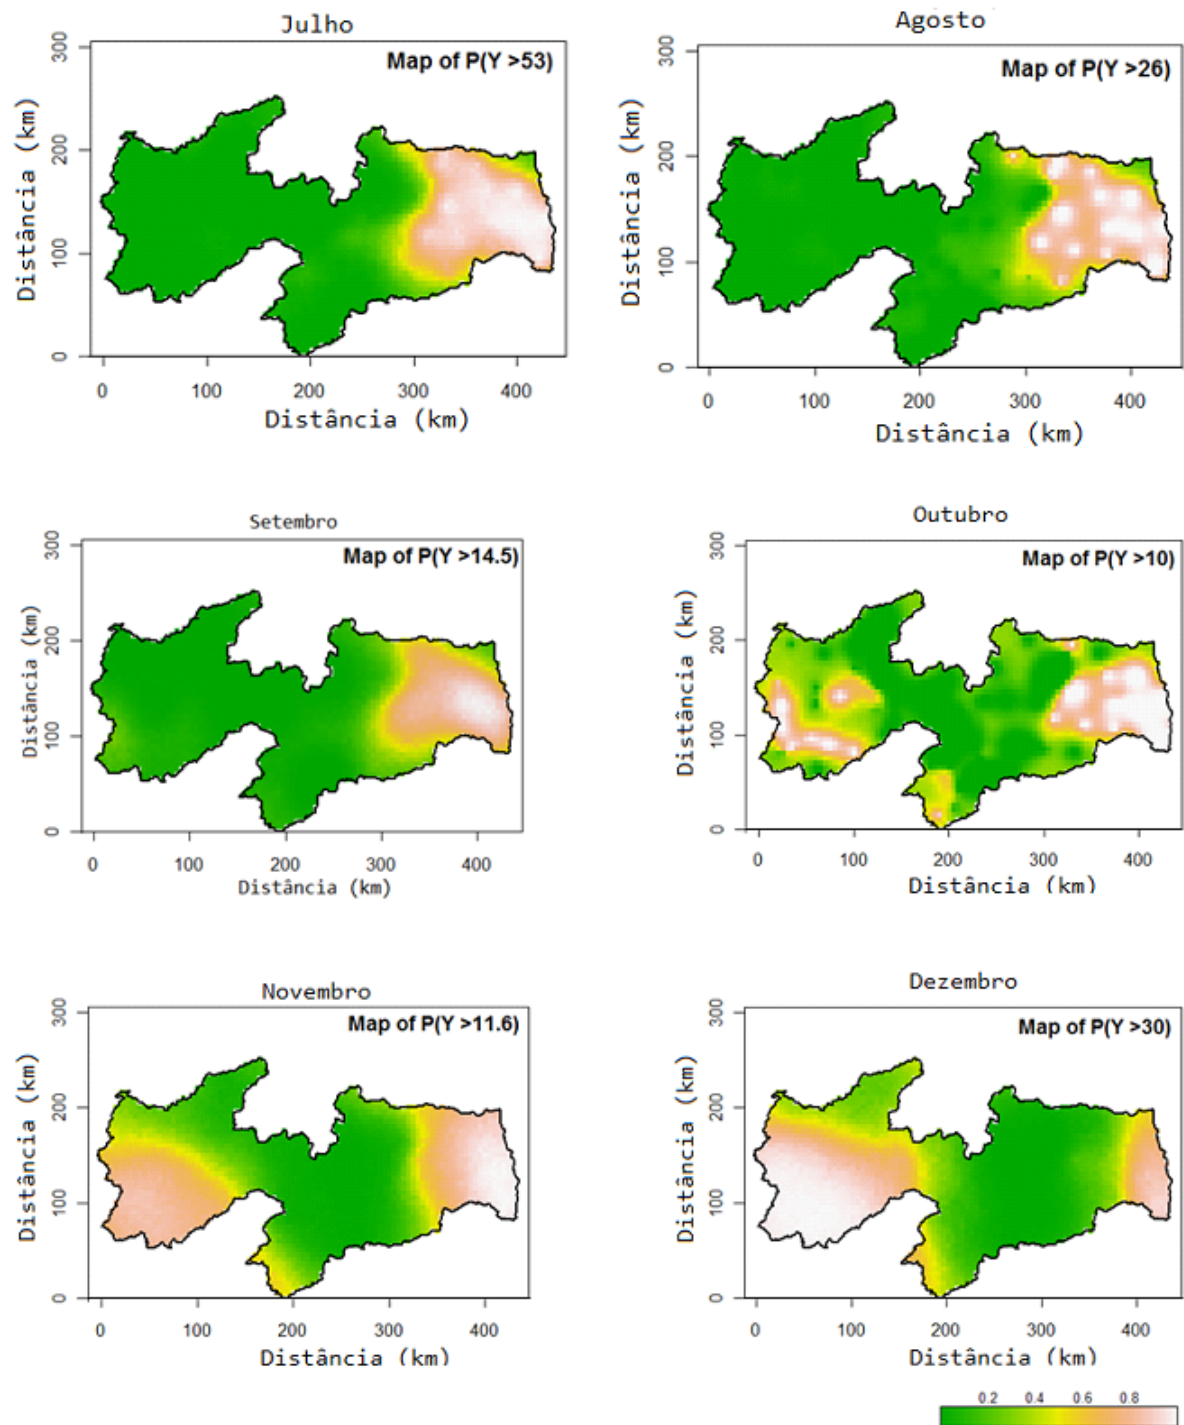 Julho
Map of P(Y >53)
Distância (km)
300
200
100
0
0 100 200 300 400
Distância (km)
Agosto
Map of P(Y >26)
Distância (km)
300
200
100
0
0 100 200 300 400
Distância (km)
Setembro
Map of P(Y >14.5)
Distância (km)
300
200
100
0
0 100 200 300 400
Distância (km)
Outubro
Map of P(Y >10)
Distância (km)
300
200
100
0
0 100 200 300 400
Distância (km)
Novembro
Map of P(Y >11.6)
Distância (km)
300
200
100
0
0 100 200 300 400
Distância (km)
Dezembro
Map of P(Y >30)
Distância (km)
300
200
100
0
0 100 200 300 400
Distância (km)
0.2 0.4 0.6 0.8